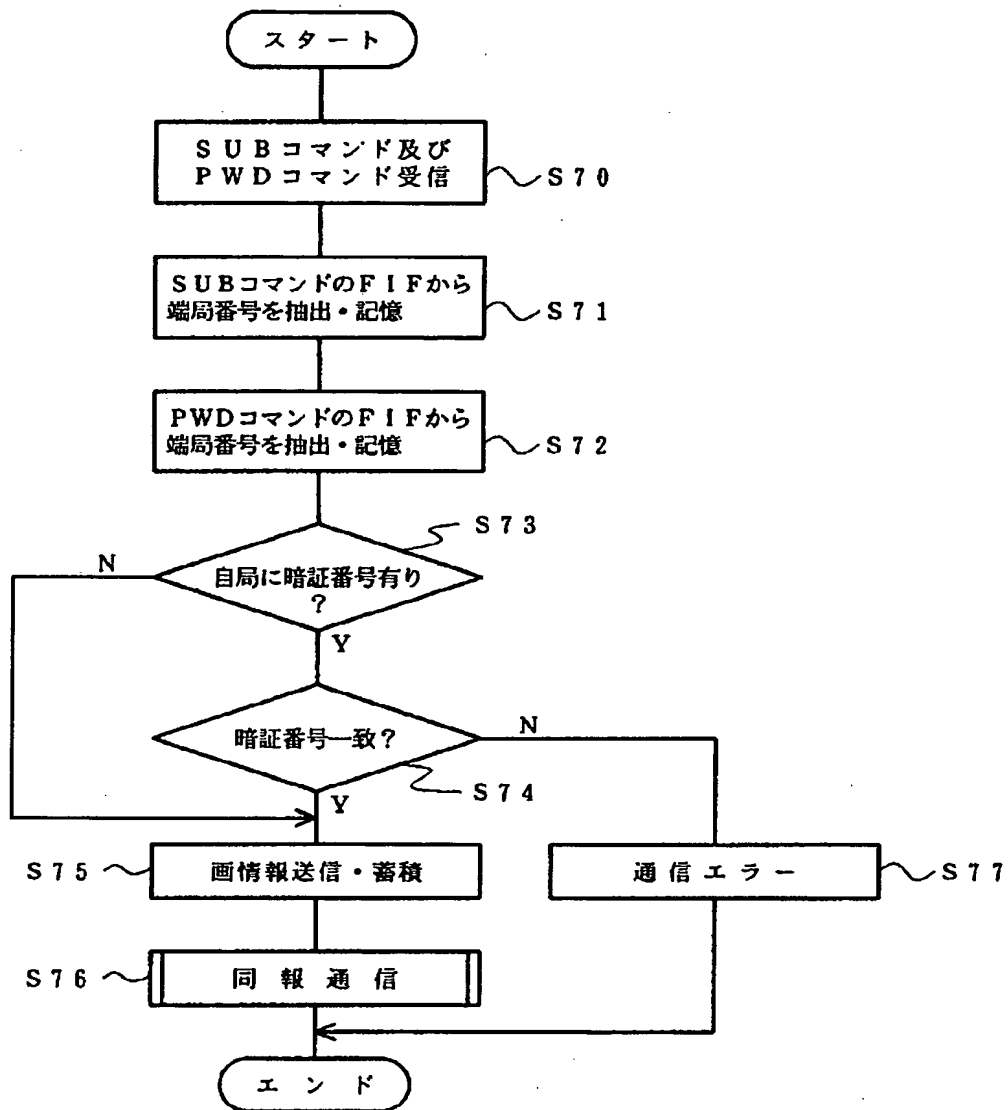 スタート
SUBコマンド及び
PWDコマンド受信
S70
SUBコマンドのFIFから
端局番号を抽出・記憶
S71
PWDコマンドのFIFから
端局番号を抽出・記憶
S72
S73
N
自局に暗証番号有り
?
Y
暗証番号一致?
N
S74
Y
S75
画情報送信・蓄積
通信エラー
S77
S76
同報通信
エンド